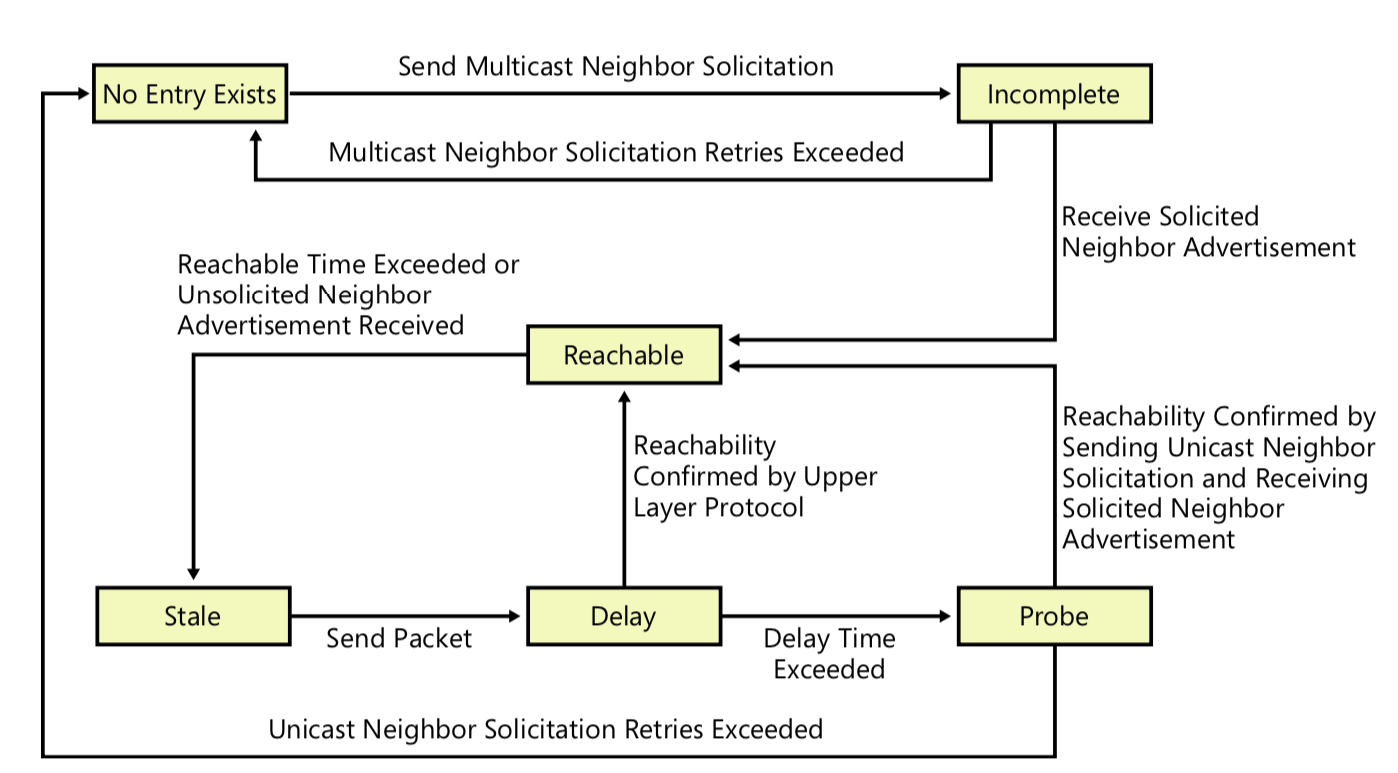 Send Multicast Neighbor Solicitation
No Entry Exists
Incomplete
Multicast Neighbor Solicitation Retries Exceeded
Receive Solicited
Neighbor Advertisement
Reachable Time Exceeded or
Unsolicited Neighbor
Advertisement Received
Reachable
Reachability
Confirmed by Upper
Layer Protocol
Reachability Confirmed by
Sending Unicast Neighbor
Solicitation and Receiving
Solicited Neighbor
Advertisement
Stale
Send Packet
Delay
Delay Time
Exceeded
Probe
Unicast Neighbor Solicitation Retries Exceeded